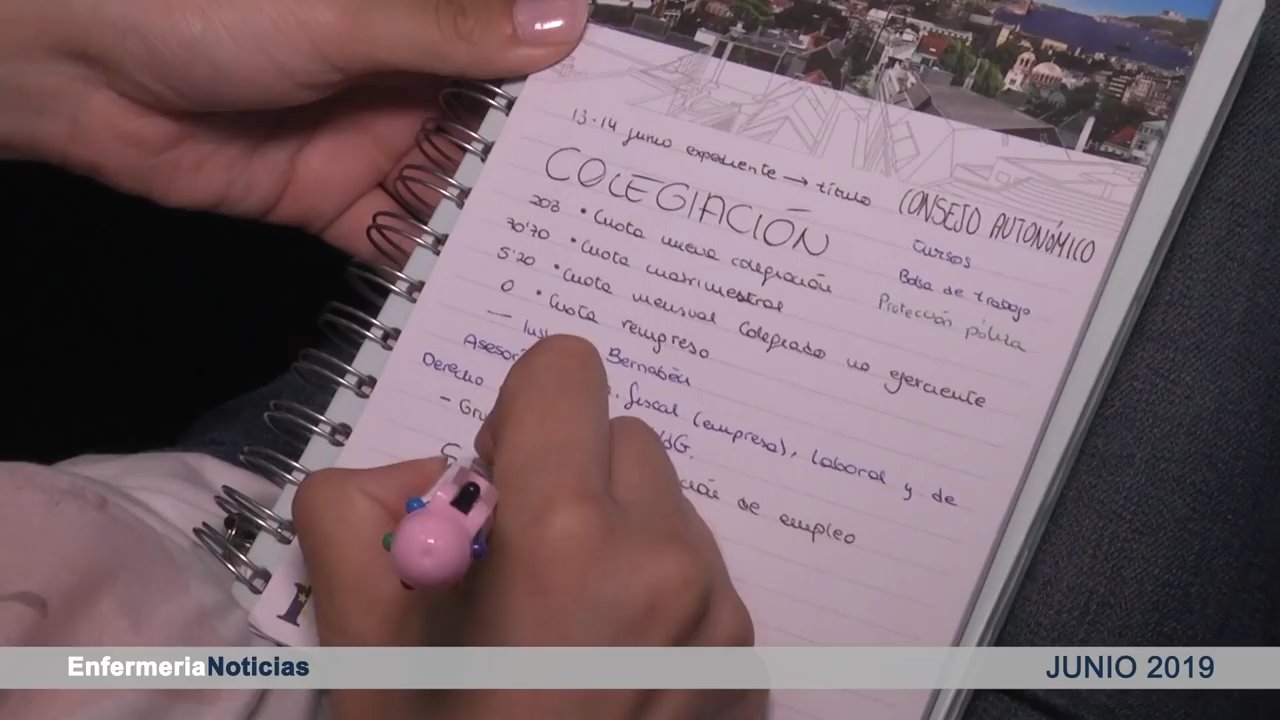 13-14 junio expediente → título
COLEGIACIÓN
203 • Cuota nueva colegiación
70'70 • Cuota cuatrimestral
5'20 • Cuota mensual Colegiado no ejerciente
0 • Cuota reingreso
— Bernabéu
Asesor fiscal (empresa), laboral y de
Derecho
- Gru
de empleo
CONSEJO AUTONÓMICO
Cursos
Bolsa de trabajo
Protección póliza
EnfermeriaNoticias
JUNIO 2019